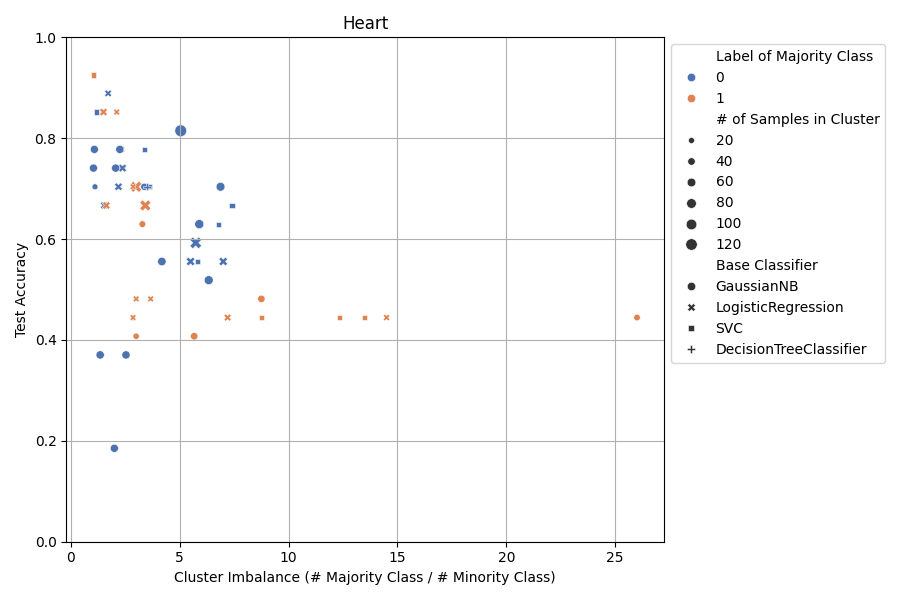 Heart
1.0
0.8
0.6
0.4
0.2
0.0
Test Accuracy
0
5
10
15
20
25
Cluster Imbalance (# Majority Class / # Minority Class)
Label of Majority Class
0
1
# of Samples in Cluster
20
40
60
80
100
120
Base Classifier
GaussianNB
LogisticRegression
SVC
DecisionTreeClassifier